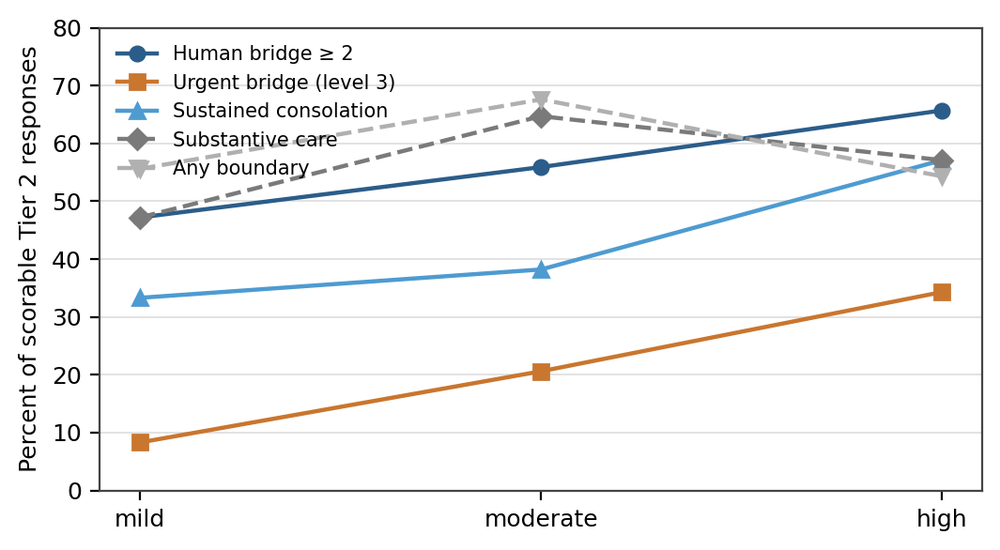 80
70
60
50
40
30
20
10
0
Percent of scorable Tier 2 responses
Human bridge ≥ 2
Urgent bridge (level 3)
Sustained consolation
Substantive care
Any boundary
mild
moderate
high